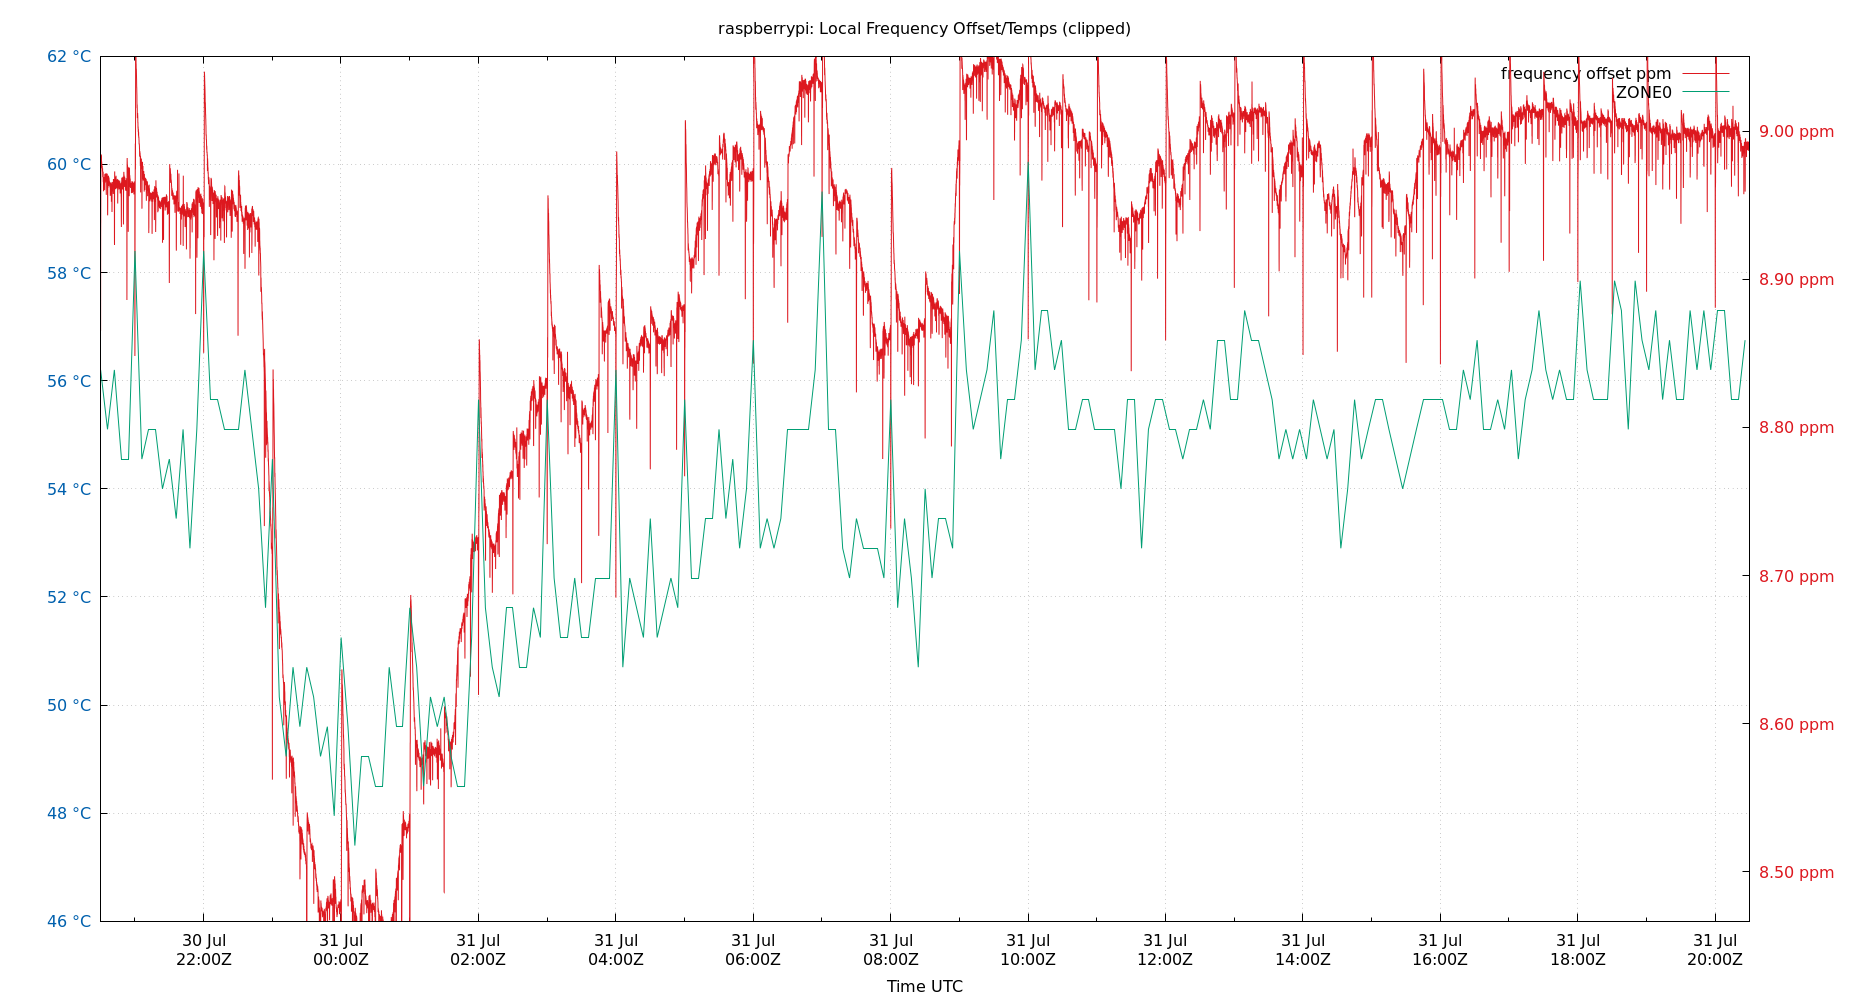 raspberrypi: Local Frequency Offset/Temps (clipped)
frequency offset ppm
ZONE0
62 °C
60 °C
58 °C
56 °C
54 °C
52 °C
50 °C
48 °C
46 °C
9.00 ppm
8.90 ppm
8.80 ppm
8.70 ppm
8.60 ppm
8.50 ppm
30 Jul 31 Jul 31 Jul 31 Jul 31 Jul 31 Jul 31 Jul 31 Jul 31 Jul 31 Jul 31 Jul 31 Jul
22:00Z 00:00Z 02:00Z 04:00Z 06:00Z 08:00Z 10:00Z 12:00Z 14:00Z 16:00Z 18:00Z 20:00Z
Time UTC